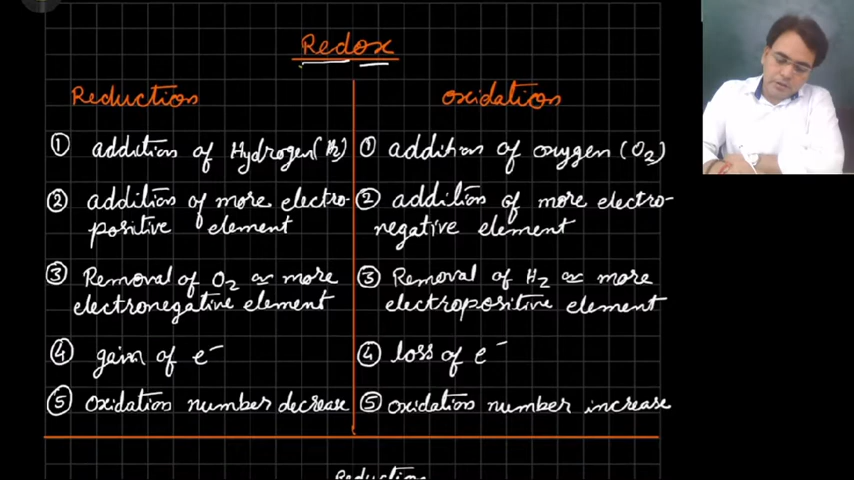 Redox
Reduction
① addition of Hydrogen (H₂)
② addition of more electro-
positive element
③ Removal of O₂ or more
electronegative element
④ gain of e⁻
⑤ oxidation number decrease
oxidation
① addition of oxygen (O₂)
② addition of more electro-
negative element
③ Removal of H₂ or more
electropositive element
④ loss of e⁻
⑤ oxidation number increase
Reduction